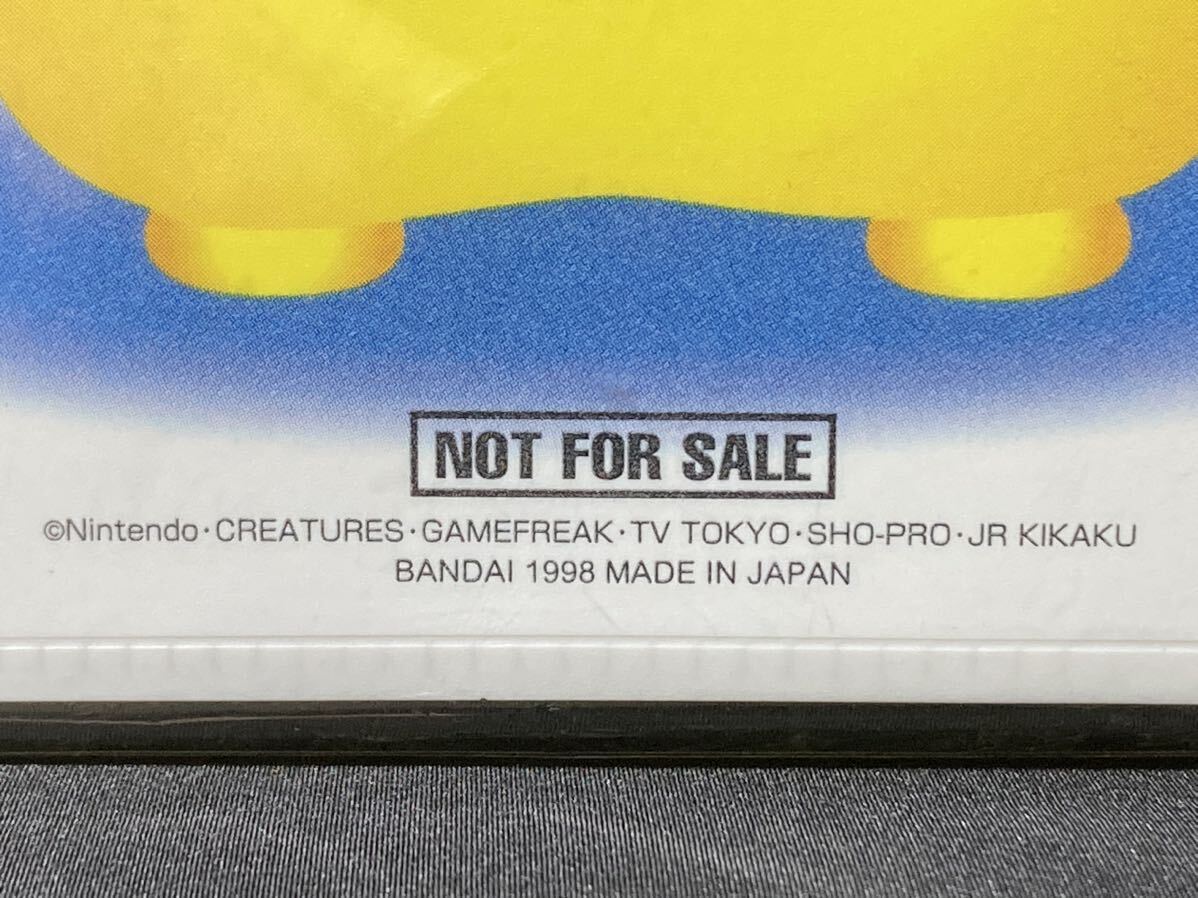 NOT FOR SALE
©Nintendo・CREATURES・GAMEFREAK・TV TOKYO・SHO-PRO・JR KIKAKU
BANDAI 1998 MADE IN JAPAN